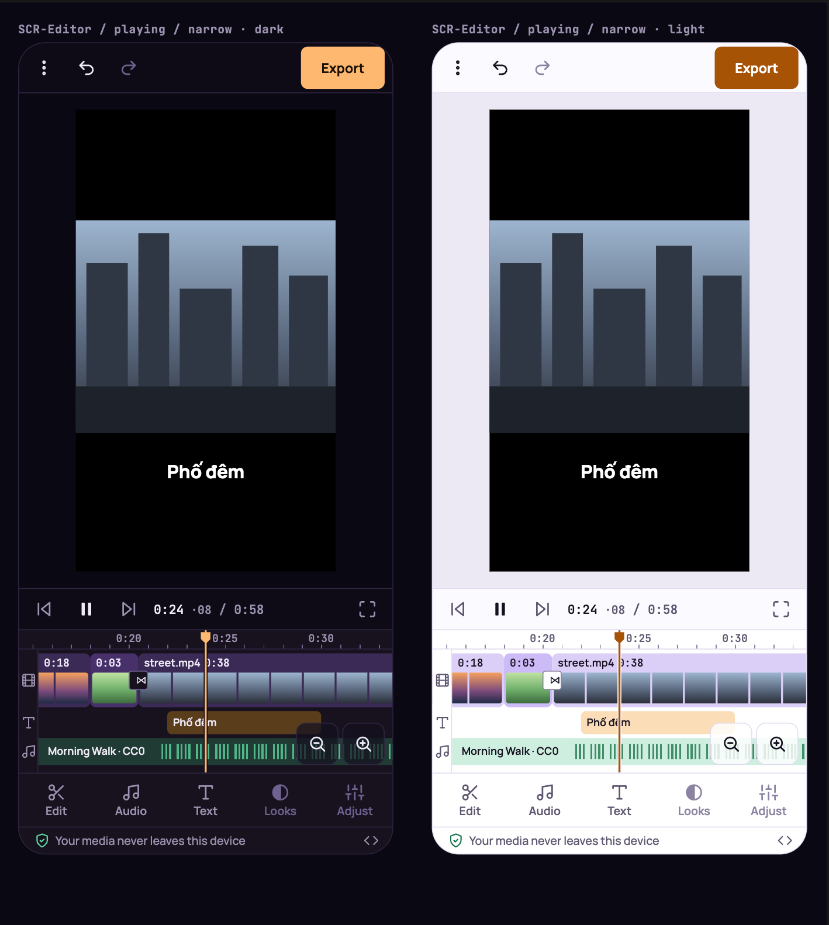 SCR-Editor / playing / narrow · dark
Export
Phố đêm
0:24 ·08 / 0:58
0:20 0:25 0:30
0:18 0:03 street.mp4 0:38
Phố đêm
Morning Walk · CC0
Edit Audio Text Looks Adjust
Your media never leaves this device
SCR-Editor / playing / narrow · light
Export
Phố đêm
0:24 ·08 / 0:58
0:20 0:25 0:30
0:18 0:03 street.mp4 0:38
Phố đêm
Morning Walk · CC0
Edit Audio Text Looks Adjust
Your media never leaves this device